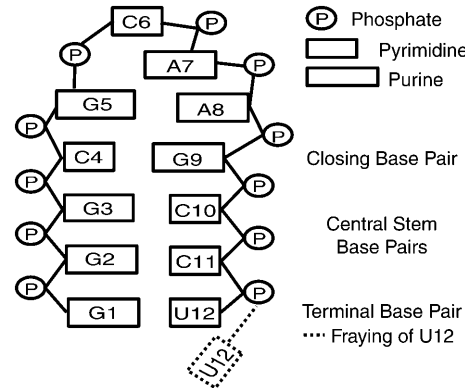 C6
P
P
Phosphate
P
A7
P
Pyrimidine
Purine
G5
A8
P
P
C4
G9
Closing Base Pair
P
P
G3
C10
Central Stem
Base Pairs
P
P
G2
C11
P
P
G1
U12
Terminal Base Pair
Fraying of U12
U12